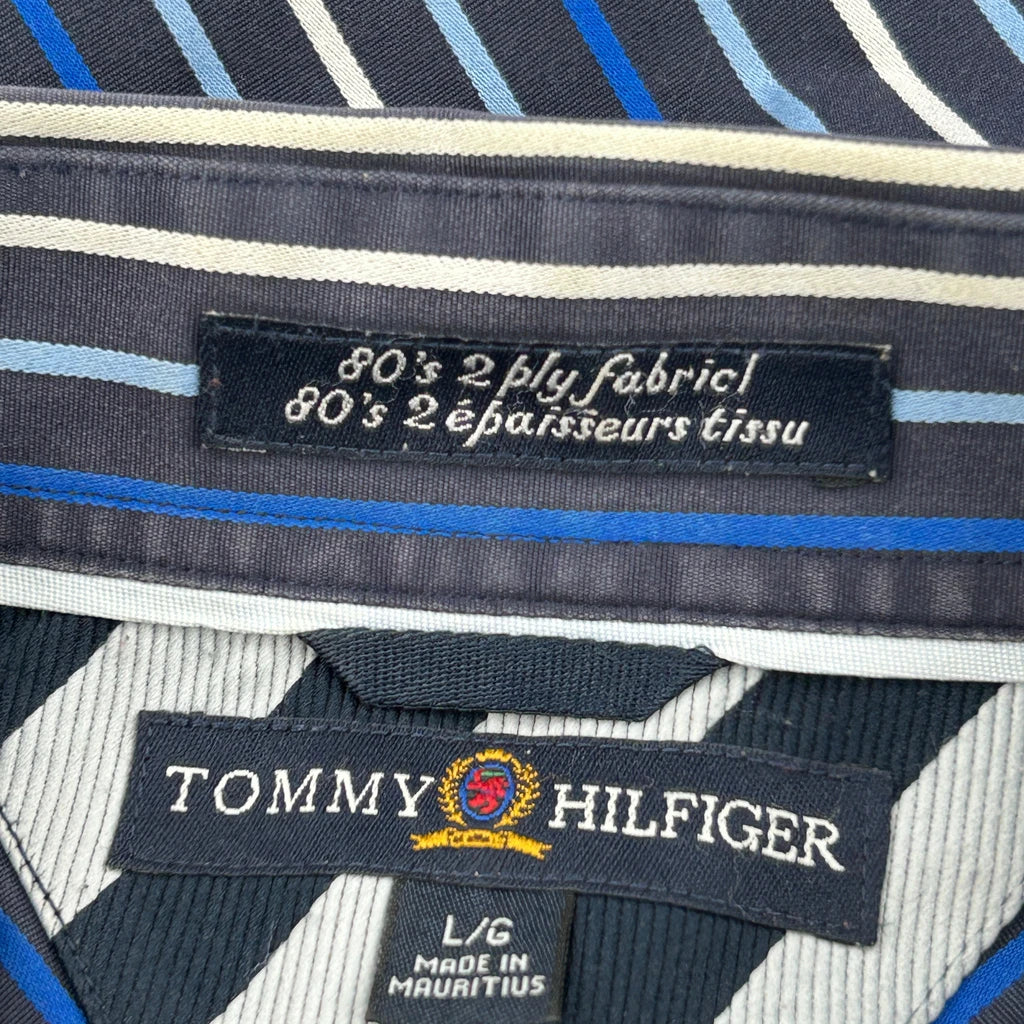 80's 2 ply fabric/
80's 2 épaisseurs tissu
TOMMY HILFIGER
L/G
MADE IN
MAURITIUS